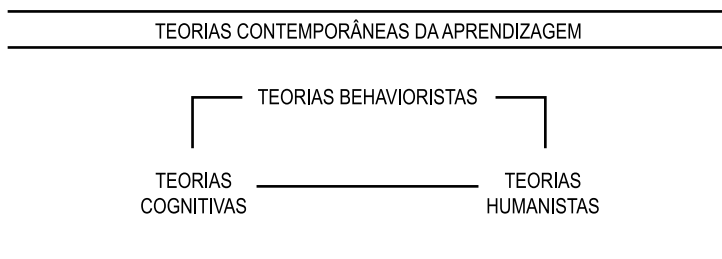 TEORIAS CONTEMPORÂNEAS DA APRENDIZAGEM
TEORIAS BEHAVIORISTAS
TEORIAS
COGNITIVAS
TEORIAS
HUMANISTAS